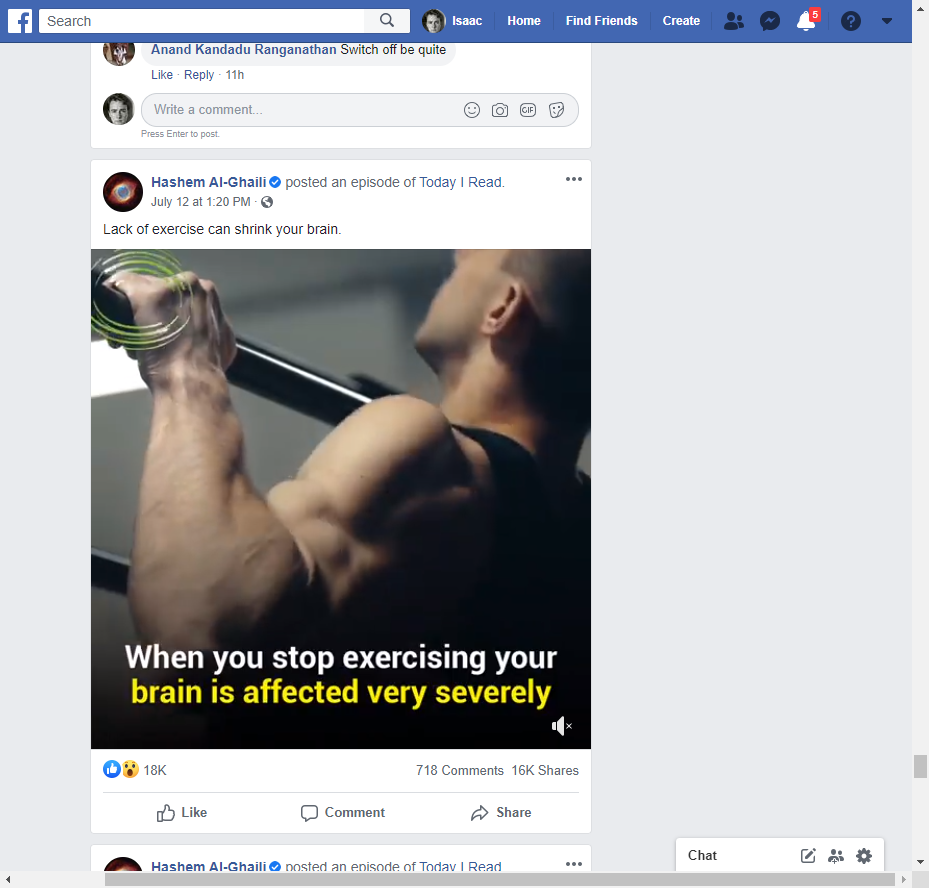 Search
Isaac
Home
Find Friends
Create
5
Anand Kandadu Ranganathan Switch off be quite
Like · Reply · 11h
Write a comment...
GIF
Press Enter to post.
Hashem Al-Ghaili posted an episode of Today I Read.
July 12 at 1:20 PM ·
Lack of exercise can shrink your brain.
When you stop exercising your
brain is affected very severely
18K
718 Comments 16K Shares
Like
Comment
Share
Hashem Al-Ghaili posted an episode of Today I Read.
Chat